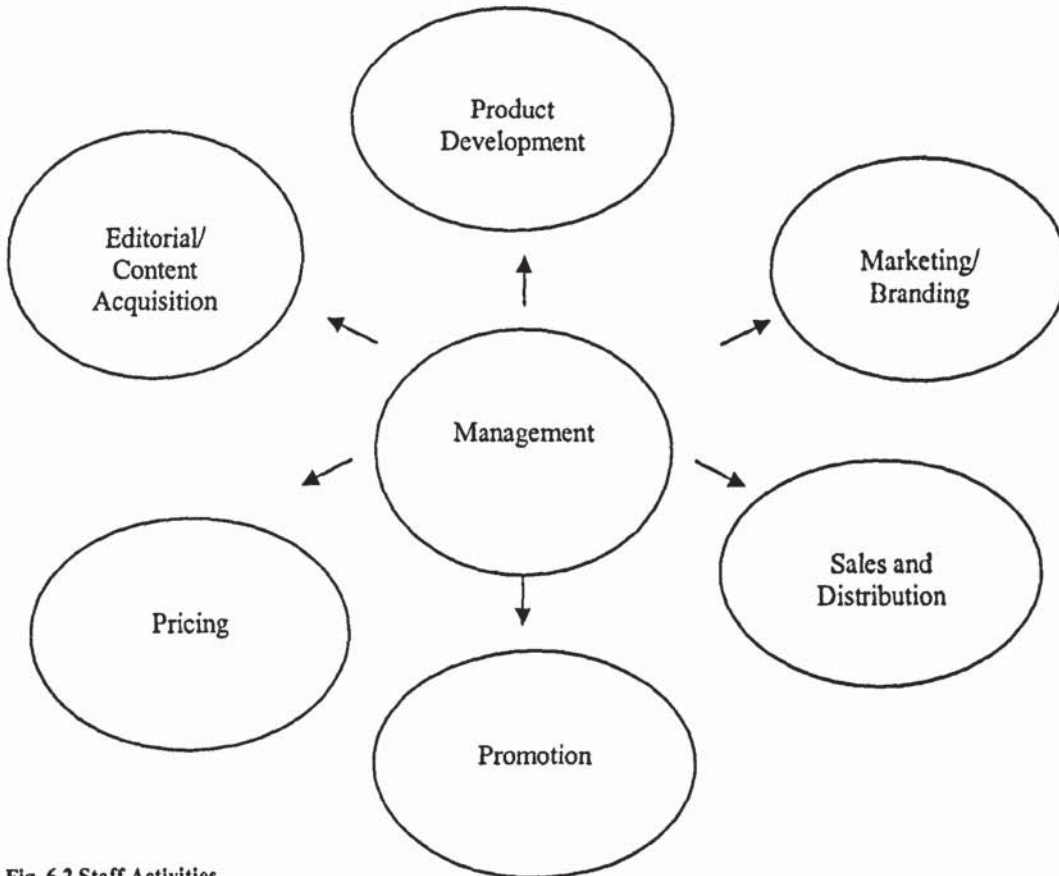 Product
Development
Editorial/
Content
Acquisition
Marketing/
Branding
Management
Sales and
Distribution
Pricing
Promotion
Fig. 6.2 Staff Activities